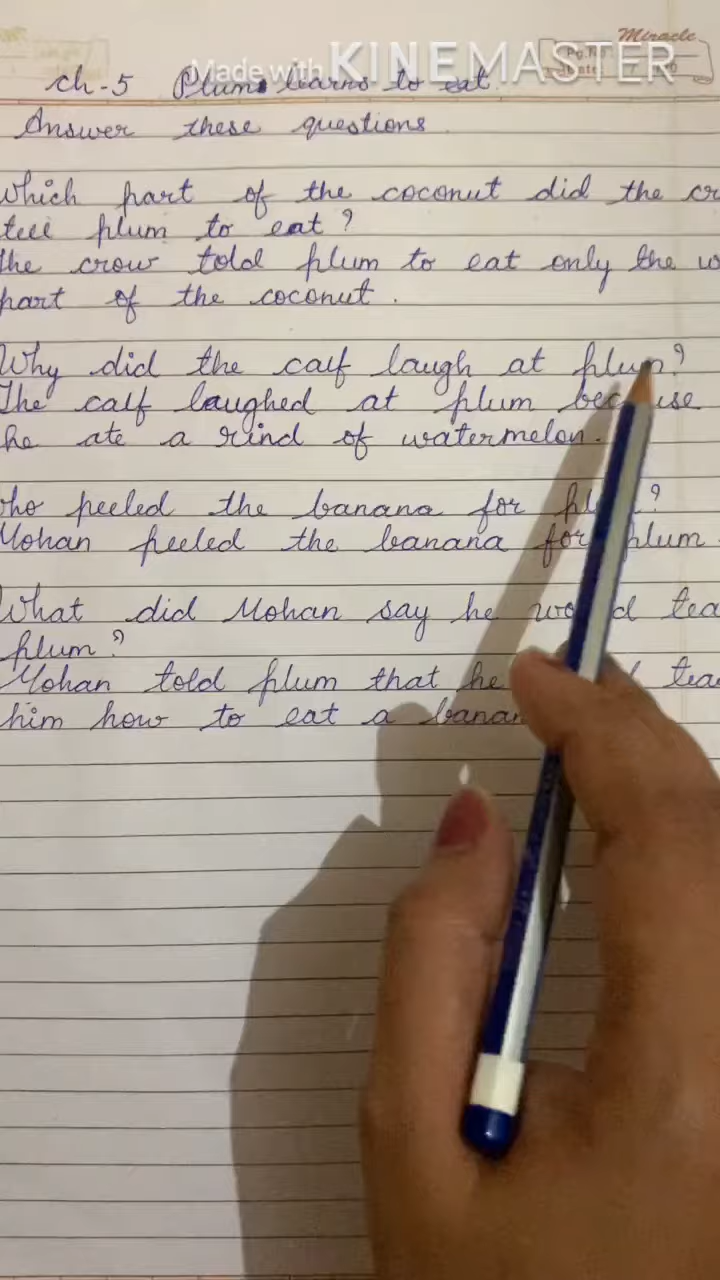 Miracle
Made with KINEMASTER
Pg.No
Date
ch-5 Plum learns to eat
Answer these questions
which part of the coconut did the
tell plum to eat?
The crow told plum to eat only the
part of the coconut.
Why did the calf laugh at plum?
The calf laughed at plum because
he ate a rind of watermelon.
peeled the banana for
Mohan peeled the banana for plum
What did Mohan say he
plum?
Mohan told plum that he
him how to eat a